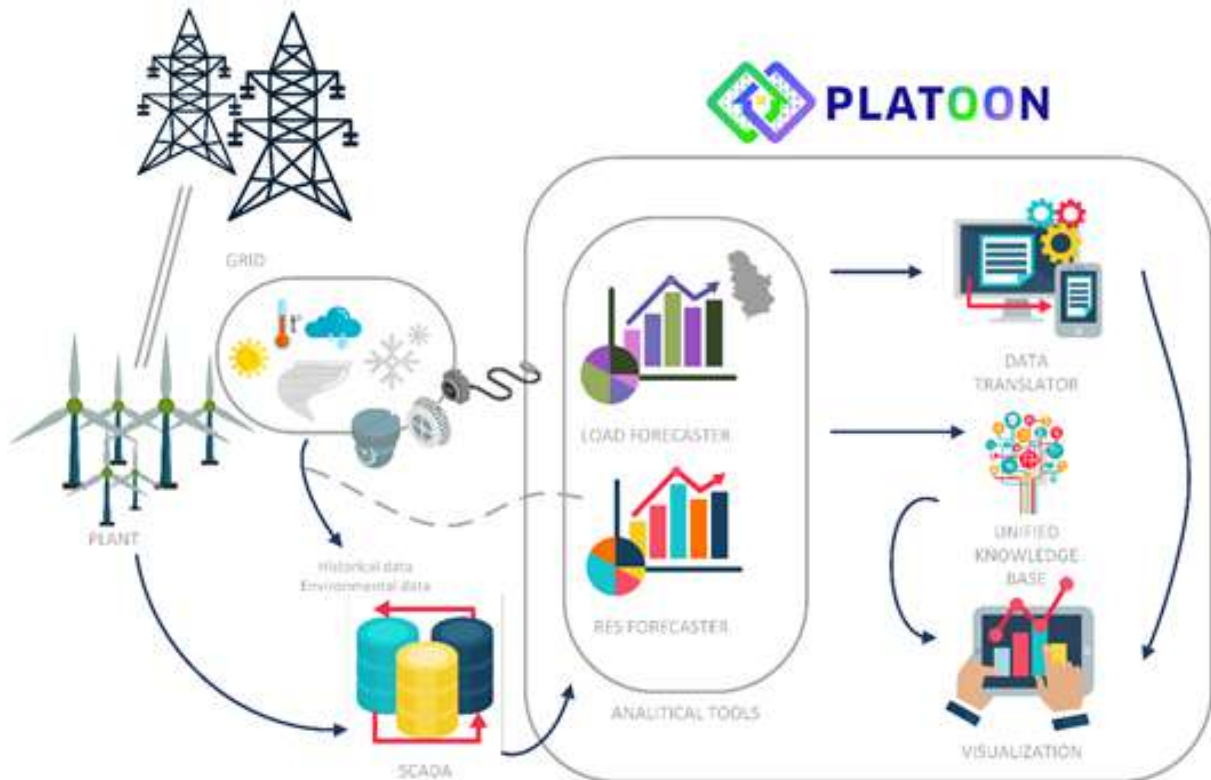 PLATOON
GRID
LOAD FORECASTER
DATA
TRANSLATOR
PLANT
Historical data
Environmental data
UNIFIED
KNOWLEDGE
BASE
RES FORECASTER
ANALITICAL TOOLS
SCADA
VISUALIZATION